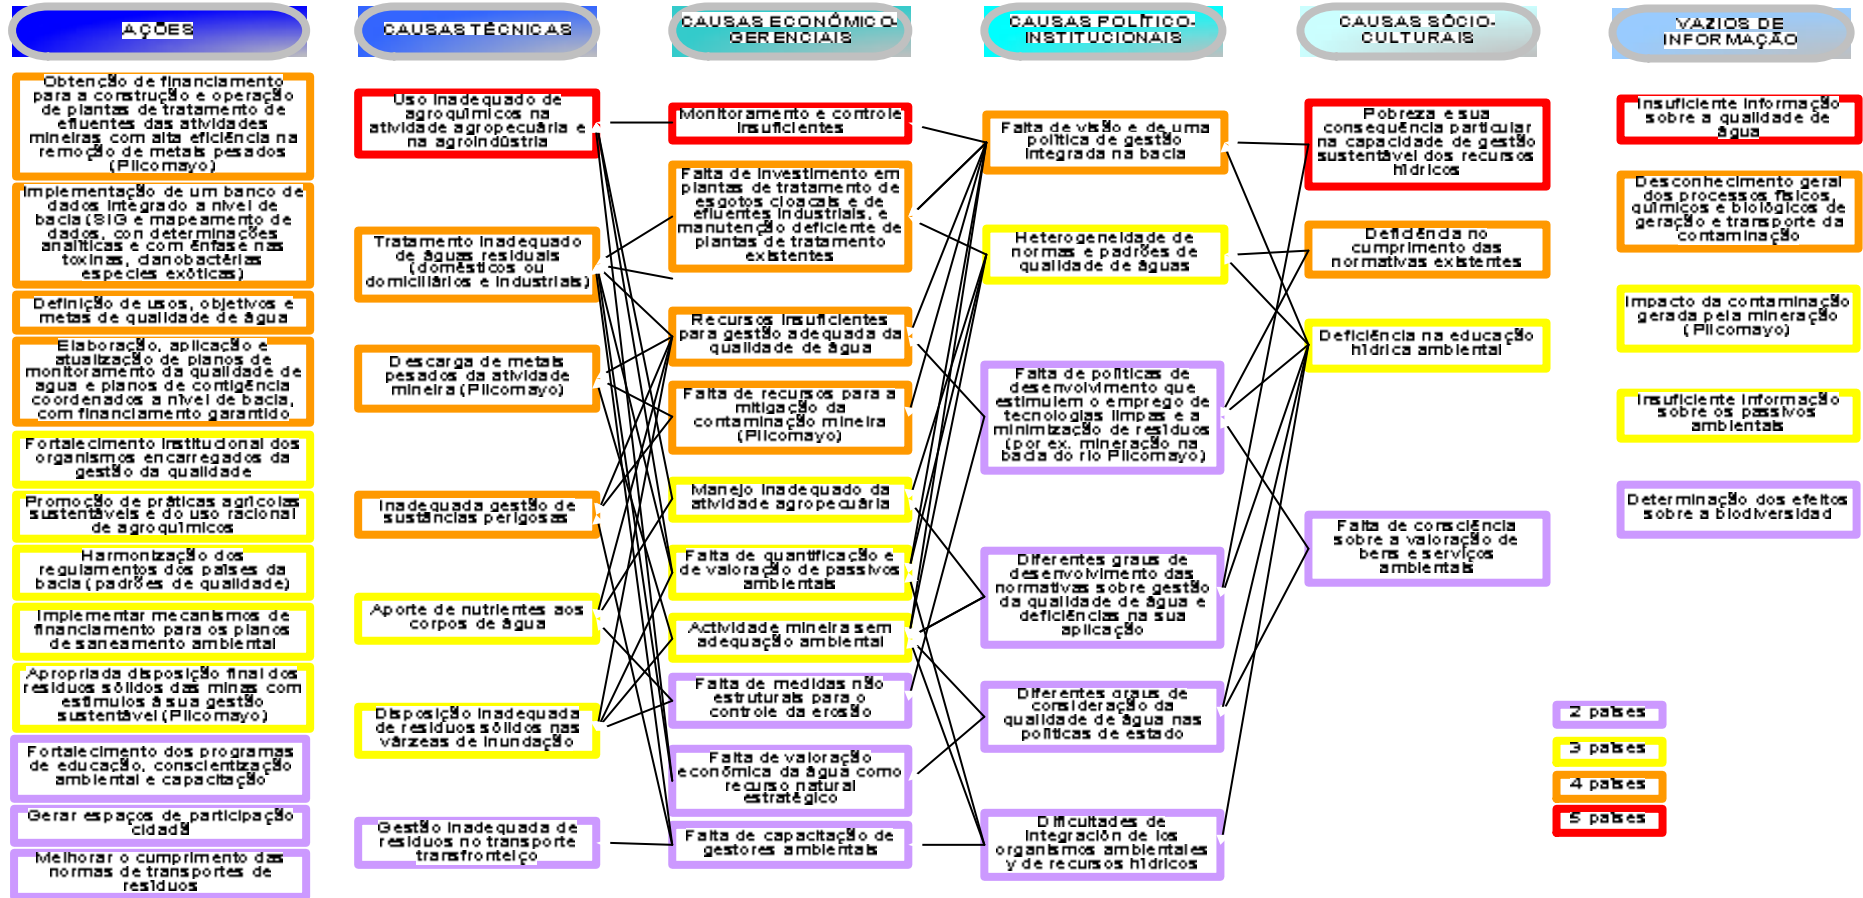 AÇÕES
Obtenção de financiamento
para a construção e operação
de plantas de tratamento de
efluentes das atividades
mineiras com alta eficiência na
remoção de metais pesados
(Pilcomayo)
Implementação de um banco de
dados integrado a nível de
bacia (SIG e mapeamento de
dados, con determinações
analíticas e com ênfase nas
toxinas, cianobactérias
especies exóticas)
Definição de usos, objetivos e
metas de qualidade de água
Elaboração, aplicação e
atualização de planos de
monitoramento da qualidade de
agua e planos de contigência
coordenados a nível de bacia,
com financiamento garantido
Fortalecimento institucional dos
organismos encarregados da
gestão da qualidade
Promoção de práticas agrícolas
sustentáveis e do uso racional
de agroquímicos
Harmonização dos
regulamentos dos países da
bacia (padrões de qualidade)
Implementar mecanismos de
financiamento para os planos
de saneamento ambiental
Apropriada disposição final dos
resíduos sólidos das minas com
estímulos à sua gestão
sustentável (Pilcomayo)
Fortalecimento dos programas
de educação, conscientização
ambiental e capacitação
Gerar espaços de participação
cidadã
Melhorar o cumprimento das
normas de transportes de
resíduos
CAUSAS TÉCNICAS
Uso inadequado de
agroquímicos na
atividade agropecuária e
na agroindústria
Tratamento inadequado
de águas residuais
(domésticos ou
domiciliários e industriais)
Descarga de metais
pesados da atividade
mineira (Pilcomayo)
Inadequada gestão de
sustâncias perigosas
Aporte de nutrientes aos
corpos de água
Disposição inadequada
de resíduos sólidos nas
várzeas de inundação
Gestão inadequada de
resíduos no transporte
transfronteiço
CAUSAS ECONÔMICO-
GERENCIAIS
Monitoramento e controle
insuficientes
Falta de investimento em
plantas de tratamento de
esgotos cloacais e de
efluentes industriais, e
manutenção deficiente de
plantas de tratamento
existentes
Recursos insuficientes
para gestão adequada da
qualidade de água
Falta de recursos para a
mitigação da
contaminação mineira
(Pilcomayo)
Manejo inadequado da
atividade agropecuária
Falta de quantificação e
de valoração de passivos
ambientais
Actividade mineira sem
adequação ambiental
Falta de medidas não
estruturais para o
controle da erosão
Falta de valoração
econômica da água como
recurso natural
estratégico
Falta de capacitação de
gestores ambientais
CAUSAS POLÍTICO-
INSTITUCIONAIS
Falta de visão e de uma
política de gestão
integrada na bacia
Heterogeneidade de
normas e padrões de
qualidade de águas
Falta de políticas de
desenvolvimento que
estimulem o emprego de
tecnologias limpas e a
minimização de resíduos
(por ex. mineração na
bacia do rio Pilcomayo)
Diferentes graus de
desenvolvimento das
normativas sobre gestão
da qualidade de água e
deficiências na sua
aplicação
Diferentes graus de
consideração da
qualidade de água nas
políticas de estado
Dificultades de
integración de los
organismos ambientales
y de recursos hídricos
CAUSAS SÓCIO-
CULTURAIS
Pobreza e sua
consequência particular
na capacidade de gestão
sustentável dos recursos
hídricos
Deficiência no
cumprimento das
normativas existentes
Deficiência na educação
hídrica ambiental
Falta de consciência
sobre a valoração de
bens e serviços
ambientais
VAZIOS DE
INFORMAÇÃO
Insuficiente informação
sobre a qualidade de
água
Desconhecimento geral
dos processos físicos,
químicos e biológicos de
geração e transporte da
contaminação
Impacto da contaminação
gerada pela mineração
(Pilcomayo)
Insuficiente informação
sobre os passivos
ambientais
Determinação dos efeitos
sobre a biodiversidad
2 países
3 países
4 países
5 países